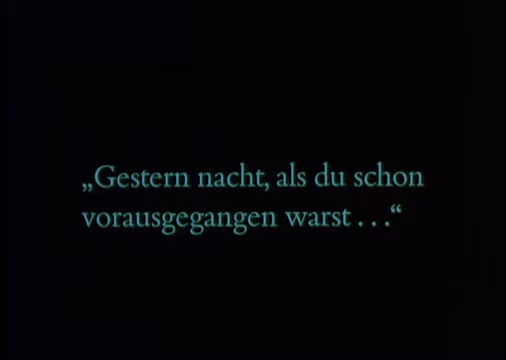 „Gestern nacht, als du schon
vorausgegangen warst . . .“